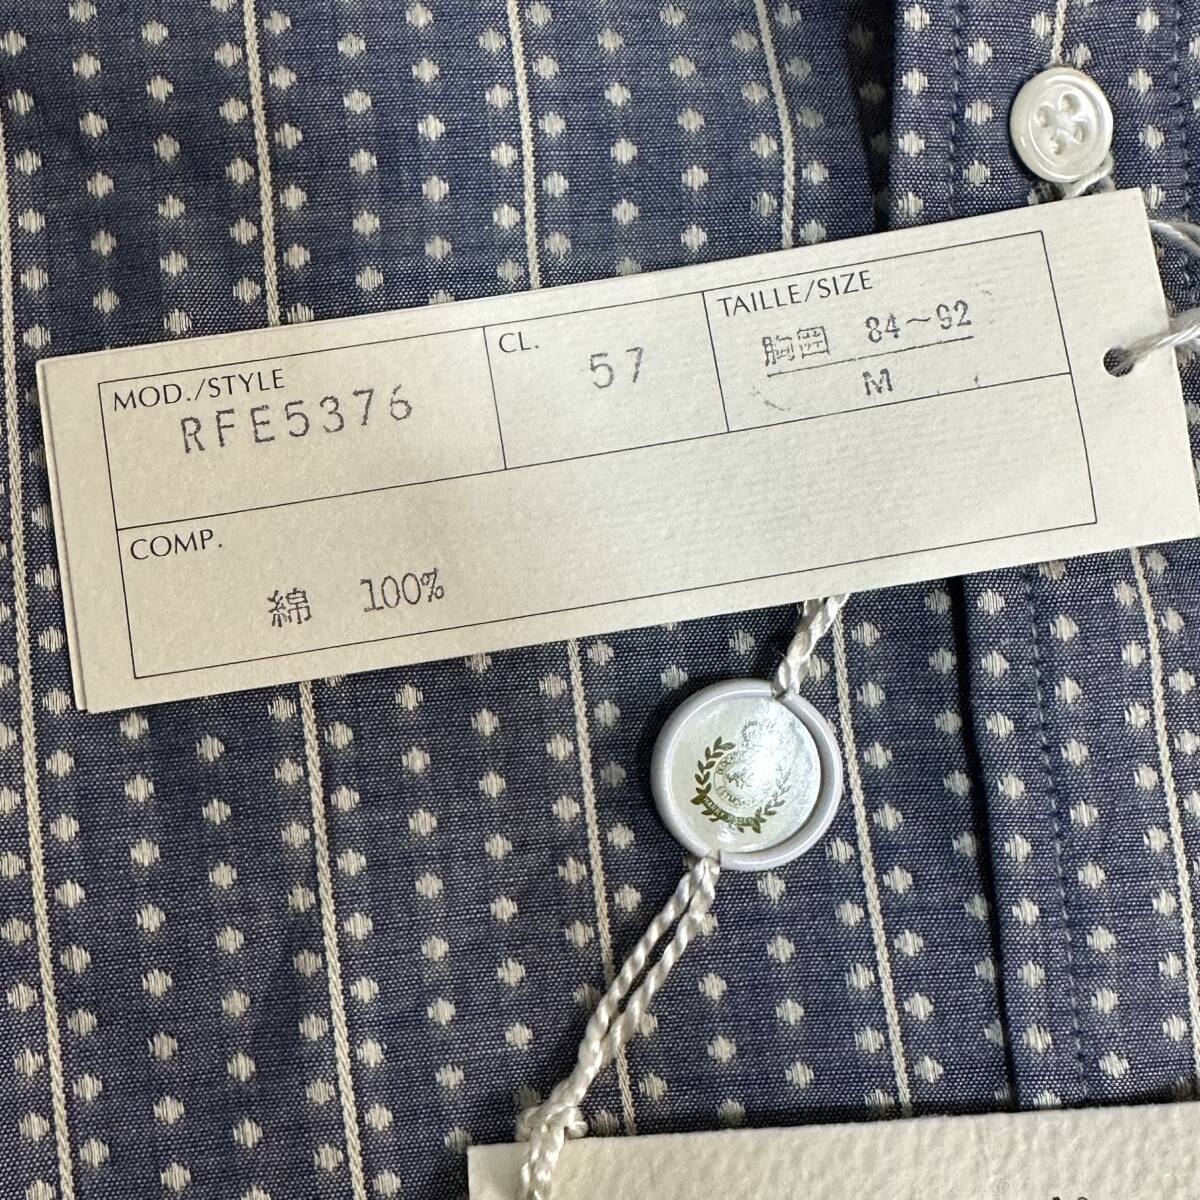 MOD./STYLE
RFE5376
CL.
57
TAILLE/SIZE
胸囲 84~92
M
COMP.
綿 100%